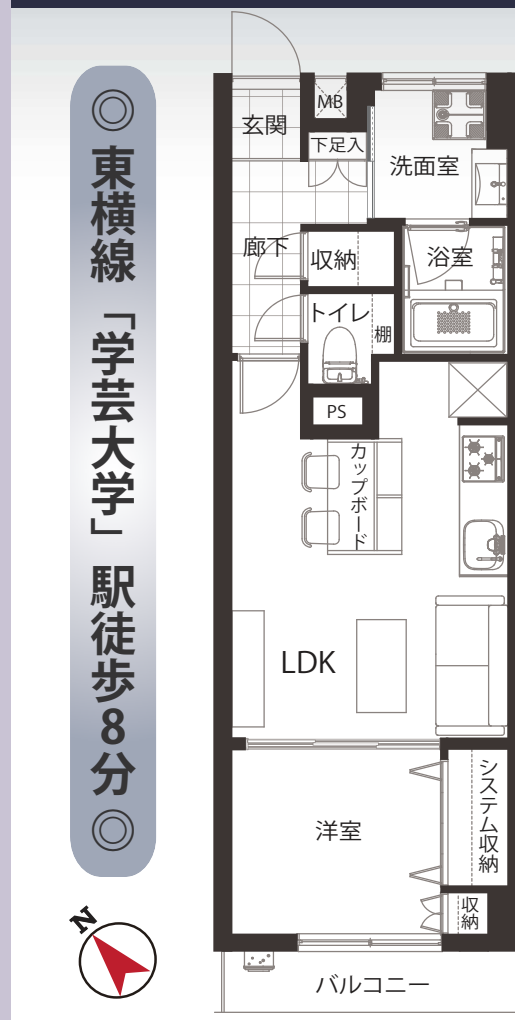 ◎東横線「学芸大学」駅徒歩8分◎
N
玄関
MB
下足入
洗面室
廊下
収納
浴室
トイレ
棚
PS
カップボード
LDK
洋室
システム収納
収納
バルコニー